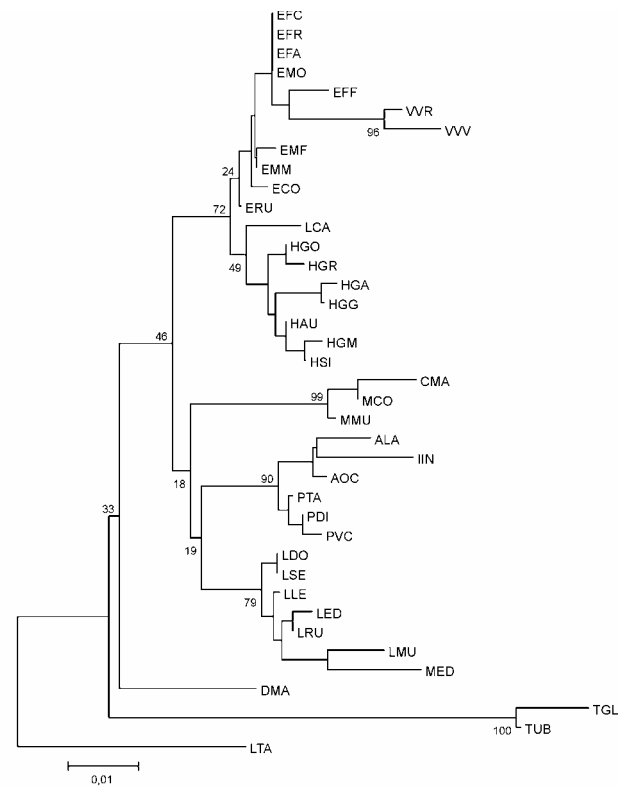 EFC
EFR
EFA
EMO
EFF
VVR
96
VVV
EMF
EMM
24
ECO
ERU
72
LCA
HGO
49
HGR
HGA
HGG
HAU
46
HGM
HSI
CMA
99
MCO
MMU
ALA
IIN
90
AOC
18
PTA
33
PDI
PVC
19
LDO
LSE
LLE
79
LED
LRU
LMU
MED
DMA
TGL
100
TUB
LTA
0,01